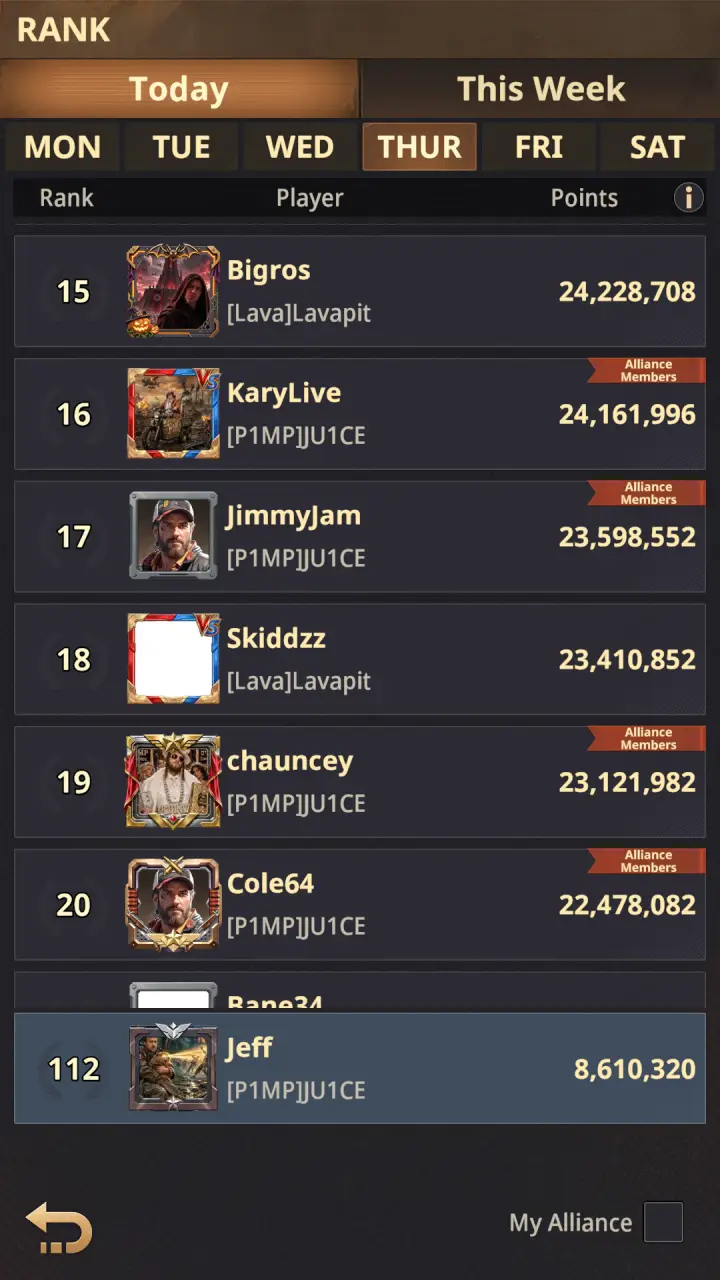 RANK
Today This Week
MON TUE WED THUR FRI SAT
Rank Player Points
15 Bigros 24,228,708
[Lava]Lavapit
Alliance Members
16 KaryLive 24,161,996
[P1MP]JU1CE
Alliance Members
17 JimmyJam 23,598,552
[P1MP]JU1CE
18 Skiddzz 23,410,852
[Lava]Lavapit
Alliance Members
19 chauncey 23,121,982
[P1MP]JU1CE
Alliance Members
20 Cole64 22,478,082
[P1MP]JU1CE
Bane34
112 Jeff 8,610,320
[P1MP]JU1CE
My Alliance